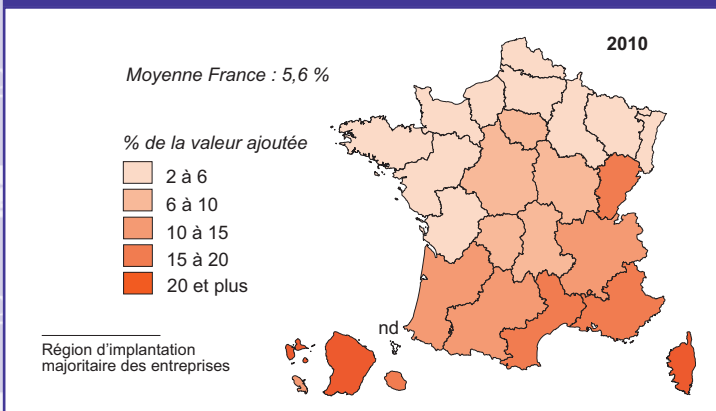 2010
Moyenne France : 5,6 %
% de la valeur ajoutée
2 à 6
6 à 10
10 à 15
15 à 20
20 et plus
nd
Région d’implantation
majoritaire des entreprises